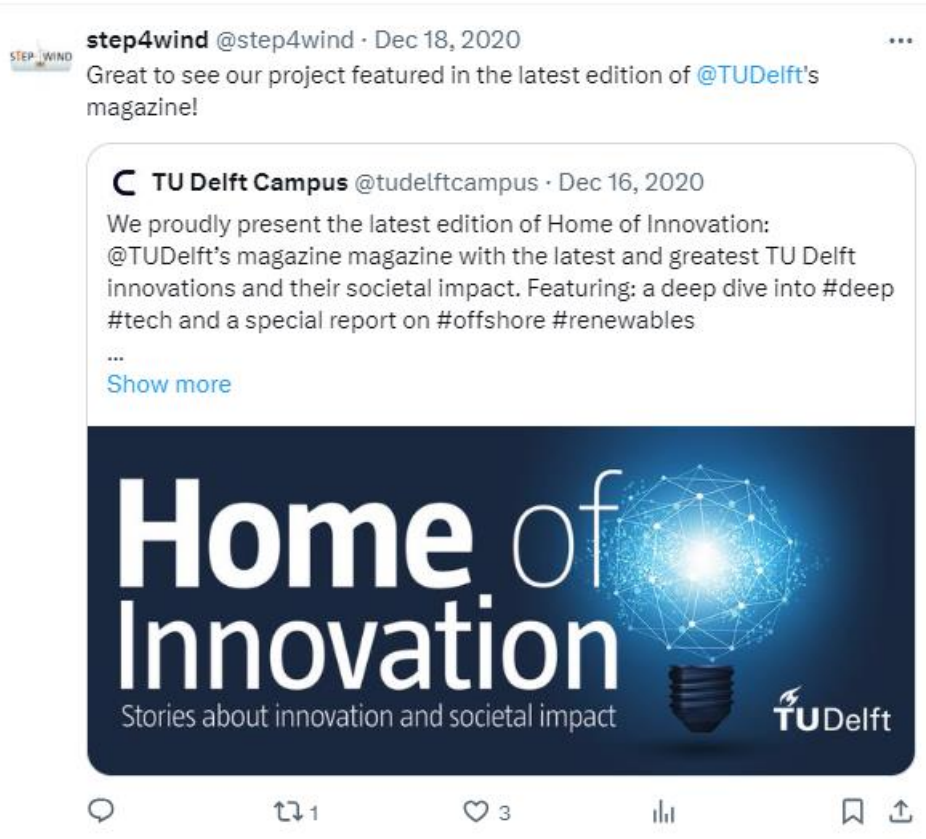 STEP WIND
step4wind @step4wind · Dec 18, 2020
Great to see our project featured in the latest edition of @TUDelft's
magazine!
TU Delft Campus @tudelftcampus · Dec 16, 2020
We proudly present the latest edition of Home of Innovation:
@TUDelft’s magazine magazine with the latest and greatest TU Delft
innovations and their societal impact. Featuring: a deep dive into #deep
#tech and a special report on #offshore #renewables
...
Show more
Home of
Innovation
Stories about innovation and societal impact
TUDelft
1
3